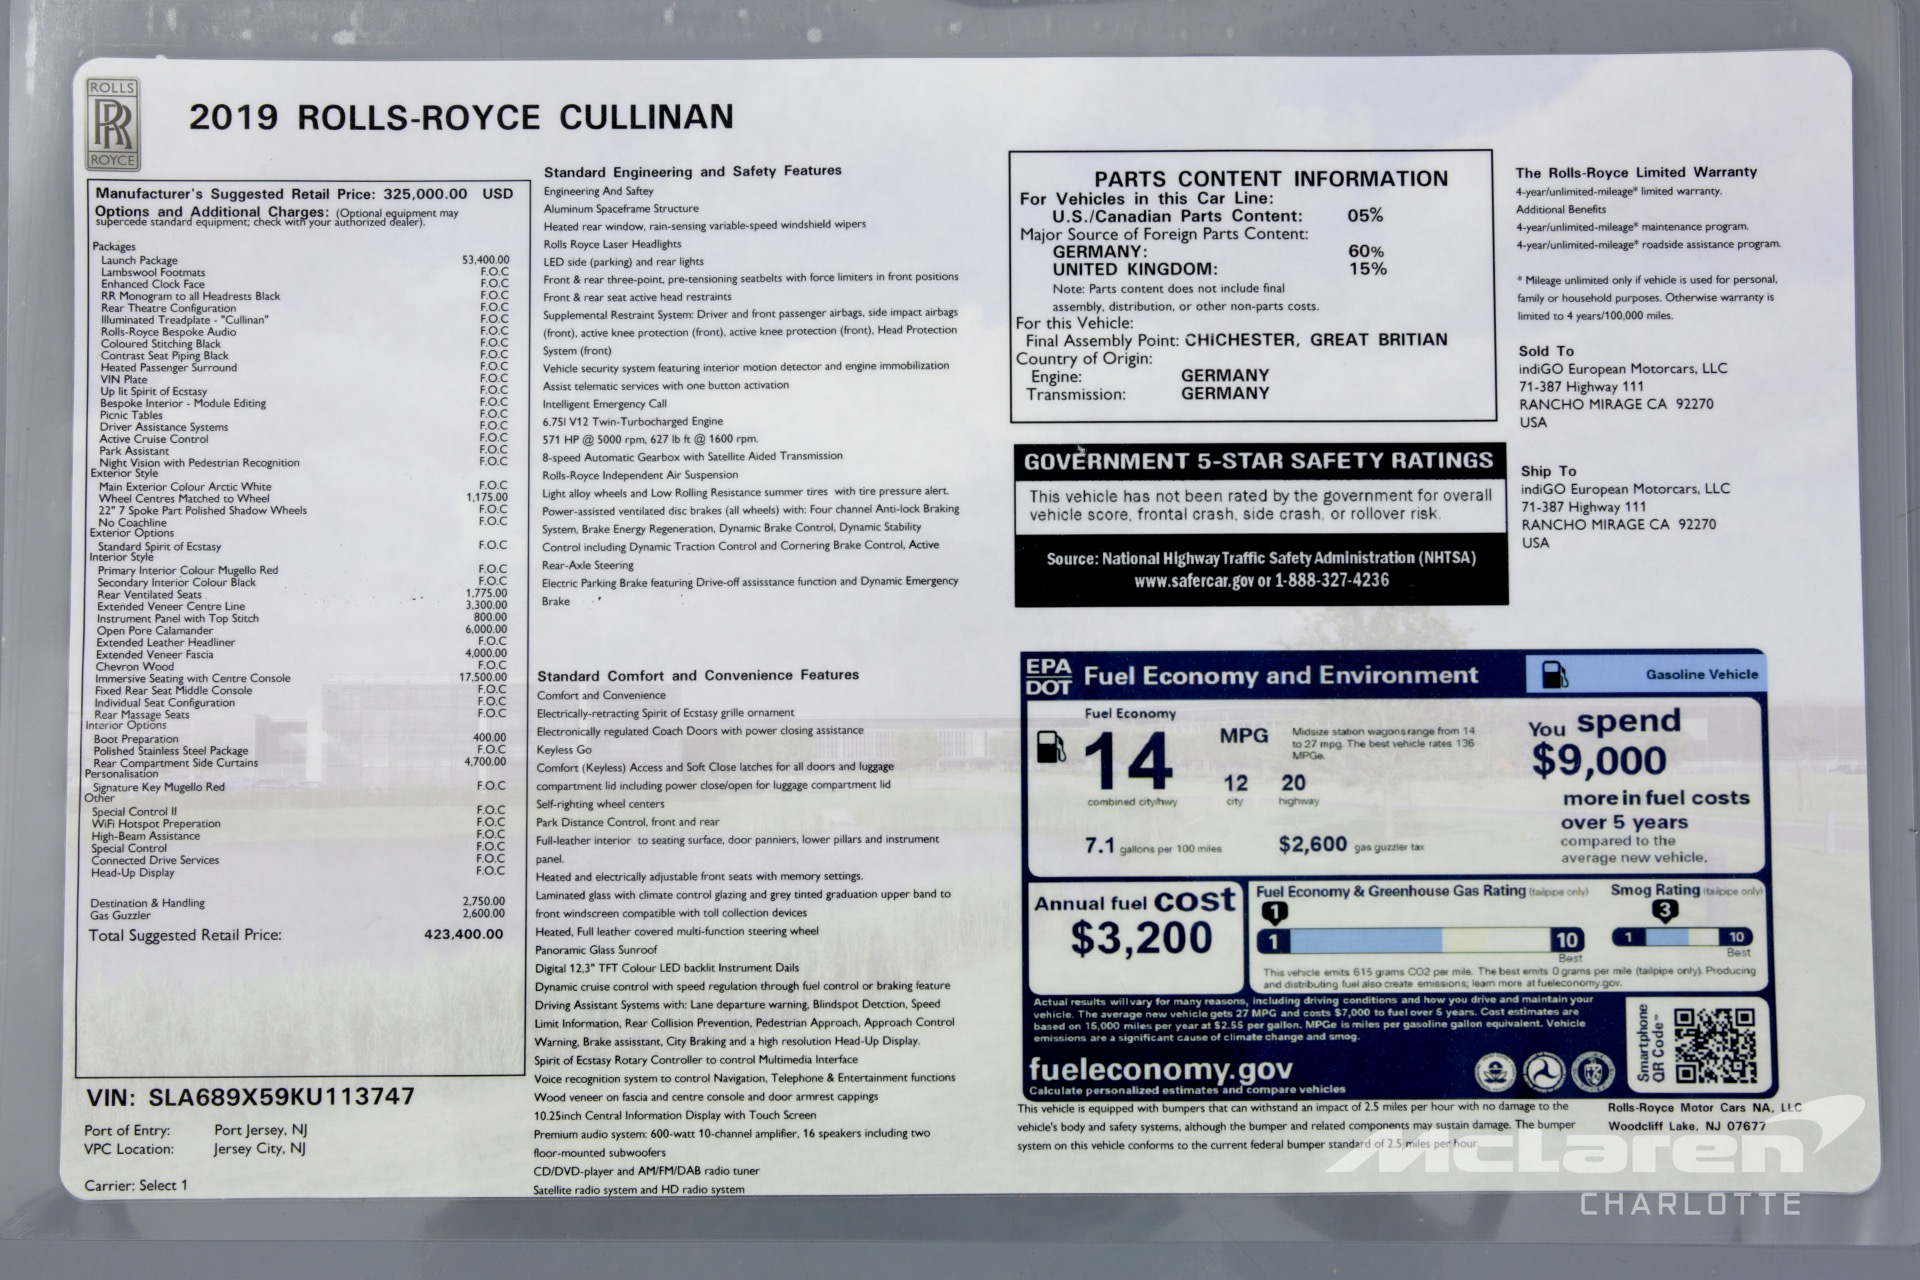 ROLLS
RR
ROYCE
2019 ROLLS-ROYCE CULLINAN
Manufacturer's Suggested Retail Price: 325,000.00 USD
Options and Additional Charges: (Optional equipment may
supercede standard equipment; check with your authorized dealer).
Packages
Launch Package 53,400.00
Lambswool Footmats F.O.C
Enhanced Clock Face F.O.C
RR Monogram to all Headrests Black F.O.C
Rear Theatre Configuration F.O.C
Illuminated Treadplate - "Cullinan" F.O.C
Rolls-Royce Bespoke Audio F.O.C
Coloured Stitching Black F.O.C
Contrast Seat Piping Black F.O.C
Heated Passenger Surround F.O.C
VIN Plate F.O.C
Up lit Spirit of Ecstasy F.O.C
Bespoke Interior - Module Editing F.O.C
Picnic Tables F.O.C
Driver Assistance Systems F.O.C
Active Cruise Control F.O.C
Park Assistant F.O.C
Night Vision with Pedestrian Recognition F.O.C
Exterior Style
Main Exterior Colour Arctic White F.O.C
Wheel Centres Matched to Wheel 1,175.00
22" 7 Spoke Part Polished Shadow Wheels F.O.C
No Coachline F.O.C
Exterior Options
Standard Spirit of Ecstasy F.O.C
Interior Style
Primary Interior Colour Mugello Red F.O.C
Secondary Interior Colour Black F.O.C
Rear Ventilated Seats 1,775.00
Extended Veneer Centre Line 3,300.00
Instrument Panel with Top Stitch 800.00
Open Pore Calamander 6,000.00
Extended Leather Headliner F.O.C
Extended Veneer Fascia 4,000.00
Chevron Wood F.O.C
Immersive Seating with Centre Console 17,500.00
Fixed Rear Seat Middle Console F.O.C
Individual Seat Configuration F.O.C
Rear Massage Seats F.O.C
Interior Options
Boot Preparation 400.00
Polished Stainless Steel Package F.O.C
Rear Compartment Side Curtains 4,700.00
Personalisation
Signature Key Mugello Red F.O.C
Other
Special Control II F.O.C
WiFi Hotspot Preperation F.O.C
High-Beam Assistance F.O.C
Special Control F.O.C
Connected Drive Services F.O.C
Head-Up Display F.O.C
Destination & Handling 2,750.00
Gas Guzzler 2,600.00
Total Suggested Retail Price: 423,400.00
VIN: SLA689X59KU113747
Port of Entry: Port Jersey, NJ
VPC Location: Jersey City, NJ
Carrier: Select 1
Standard Engineering and Safety Features
Engineering And Saftey
Aluminum Spaceframe Structure
Heated rear window, rain-sensing variable-speed windshield wipers
Rolls Royce Laser Headlights
LED side (parking) and rear lights
Front & rear three-point, pre-tensioning seatbelts with force limiters in front positions
Front & rear seat active head restraints
Supplemental Restraint System: Driver and front passenger airbags, side impact airbags
(front), active knee protection (front), active knee protection (front), Head Protection
System (front)
Vehicle security system featuring interior motion detector and engine immobilization
Assist telematic services with one button activation
Intelligent Emergency Call
6.75l V12 Twin-Turbocharged Engine
571 HP @ 5000 rpm, 627 lb ft @ 1600 rpm.
8-speed Automatic Gearbox with Satellite Aided Transmission
Rolls-Royce Independent Air Suspension
Light alloy wheels and Low Rolling Resistance summer tires with tire pressure alert.
Power-assisted ventilated disc brakes (all wheels) with: Four channel Anti-lock Braking
System, Brake Energy Regeneration, Dynamic Brake Control, Dynamic Stability
Control including Dynamic Traction Control and Cornering Brake Control, Active
Rear-Axle Steering
Electric Parking Brake featuring Drive-off assisstance function and Dynamic Emergency
Brake
Standard Comfort and Convenience Features
Comfort and Convenience
Electrically-retracting Spirit of Ecstasy grille ornament
Electronically regulated Coach Doors with power closing assistance
Keyless Go
Comfort (Keyless) Access and Soft Close latches for all doors and luggage
compartment lid including power close/open for luggage compartment lid
Self-righting wheel centers
Park Distance Control, front and rear
Full-leather interior to seating surface, door panniers, lower pillars and instrument
panel.
Heated and electrically adjustable front seats with memory settings.
Laminated glass with climate control glazing and grey tinted graduation upper band to
front windscreen compatible with toll collection devices
Heated, Full leather covered multi-function steering wheel
Panoramic Glass Sunroof
Digital 12,3" TFT Colour LED backlit Instrument Dails
Dynamic cruise control with speed regulation through fuel control or braking feature
Driving Assistant Systems with: Lane departure warning, Blindspot Detction, Speed
Limit Information, Rear Collision Prevention, Pedestrian Approach, Approach Control
Warning, Brake assisstant, City Braking and a high resolution Head-Up Display.
Spirit of Ecstasy Rotary Controller to control Multimedia Interface
Voice recognition system to control Navigation, Telephone & Entertainment functions
Wood veneer on fascia and centre console and door armrest cappings
10.25inch Central Information Display with Touch Screen
Premium audio system: 600-watt 10-channel amplifier, 16 speakers including two
floor-mounted subwoofers
CD/DVD-player and AM/FM/DAB radio tuner
Satellite radio system and HD radio system
PARTS CONTENT INFORMATION
For Vehicles in this Car Line:
U.S./Canadian Parts Content: 05%
Major Source of Foreign Parts Content:
GERMANY: 60%
UNITED KINGDOM: 15%
Note: Parts content does not include final
assembly, distribution, or other non-parts costs.
For this Vehicle:
Final Assembly Point: CHICHESTER, GREAT BRITIAN
Country of Origin:
Engine: GERMANY
Transmission: GERMANY
GOVERNMENT 5-STAR SAFETY RATINGS
This vehicle has not been rated by the government for overall
vehicle score, frontal crash, side crash, or rollover risk.
Source: National Highway Traffic Safety Administration (NHTSA)
www.safercar.gov or 1-888-327-4236
EPA
DOT
Fuel Economy and Environment
Gasoline Vehicle
Fuel Economy
14 MPG
combined city/hwy
12 city
20 highway
Midsize station wagons range from 14
to 27 mpg. The best vehicle rates 136
MPGe.
7.1 gallons per 100 miles
$2,600 gas guzzler tax
You spend
$9,000
more in fuel costs
over 5 years
compared to the
average new vehicle.
Annual fuel cost
$3,200
Fuel Economy & Greenhouse Gas Rating (tailpipe only)
1
1 10
Best
Smog Rating (tailpipe only)
3
1 10
Best
This vehicle emits 615 grams CO2 per mile. The best emits 0 grams per mile (tailpipe only). Producing
and distributing fuel also create emissions; learn more at fueleconomy.gov.
Actual results will vary for many reasons, including driving conditions and how you drive and maintain your
vehicle. The average new vehicle gets 27 MPG and costs $7,000 to fuel over 5 years. Cost estimates are
based on 15,000 miles per year at $2.55 per gallon. MPGe is miles per gasoline gallon equivalent. Vehicle
emissions are a significant cause of climate change and smog.
fueleconomy.gov
Calculate personalized estimates and compare vehicles
Smartphone
QR Code™
This vehicle is equipped with bumpers that can withstand an impact of 2.5 miles per hour with no damage to the
vehicle's body and safety systems, although the bumper and related components may sustain damage. The bumper
system on this vehicle conforms to the current federal bumper standard of 2.5 miles per hour.
Rolls-Royce Motor Cars NA, LLC
Woodcliff Lake, NJ 07677
The Rolls-Royce Limited Warranty
4-year/unlimited-mileage* limited warranty.
Additional Benefits
4-year/unlimited-mileage* maintenance program.
4-year/unlimited-mileage* roadside assistance program.
* Mileage unlimited only if vehicle is used for personal,
family or household purposes. Otherwise warranty is
limited to 4 years/100,000 miles.
Sold To
indiGO European Motorcars, LLC
71-387 Highway 111
RANCHO MIRAGE CA 92270
USA
Ship To
indiGO European Motorcars, LLC
71-387 Highway 111
RANCHO MIRAGE CA 92270
USA
McLaren
CHARLOTTE